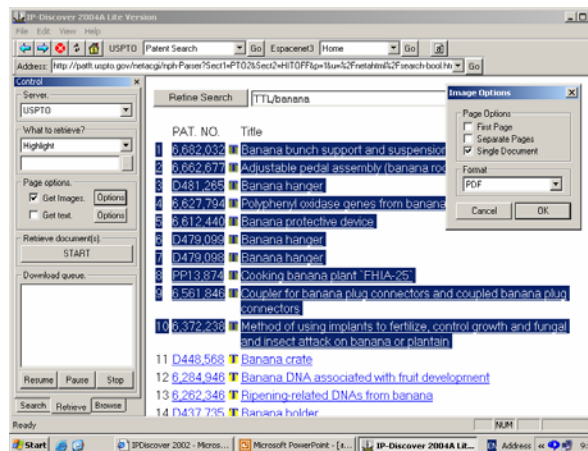 IP-Discover 2004A Lite Version
File Edit View Help
USPTO Patent Search Go Espacenet3 Home Go
Address: http://patft.uspto.gov/netacgi/nph-Parser?Sect1=PTO2&Sect2=HITOFF&p=1&u=%2Fnetahtml%2Fsearch-bool.ht Go
Control
Server.
USPTO
What to retrieve?
Highlight
Page options.
Get Images. Options
Get text. Options
Retrieve document(s).
START
Download queue.
Resume Pause Stop
Search Retrieve Browse
Refine Search TTL/banana
PAT. NO. Title
1 6,682,032 T Banana bunch support and suspension
2 6,662,677 T Adjustable pedal assembly (banana
3 D481,265 T Banana hanger
4 6,627,794 T Polyphenyl oxidase genes from banana
5 6,612,440 T Banana protective device
6 D479,099 T Banana hanger
7 D479,098 T Banana hanger
8 PP13,874 T Cooking banana plant `FHIA-25`
9 6,561,846 T Coupler for banana plug connectors and coupled banana plug
connectors
10 6,372,238 T Method of using implants to fertilize, control growth and fungal
and insect attack on banana or plantain
11 D448,568 T Banana crate
12 6,284,946 T Banana DNA associated with fruit development
13 6,262,346 T Ripening-related DNAs from banana
14 D437,735 T Banana holder
Image Options
Page Options
First Page
Separate Pages
Single Document
Format
PDF
Cancel OK
Ready NUM
Start IPDiscover 2002 - Micros... Microsoft PowerPoint - [... IP-Discover 2004A Lit... Address « 9: